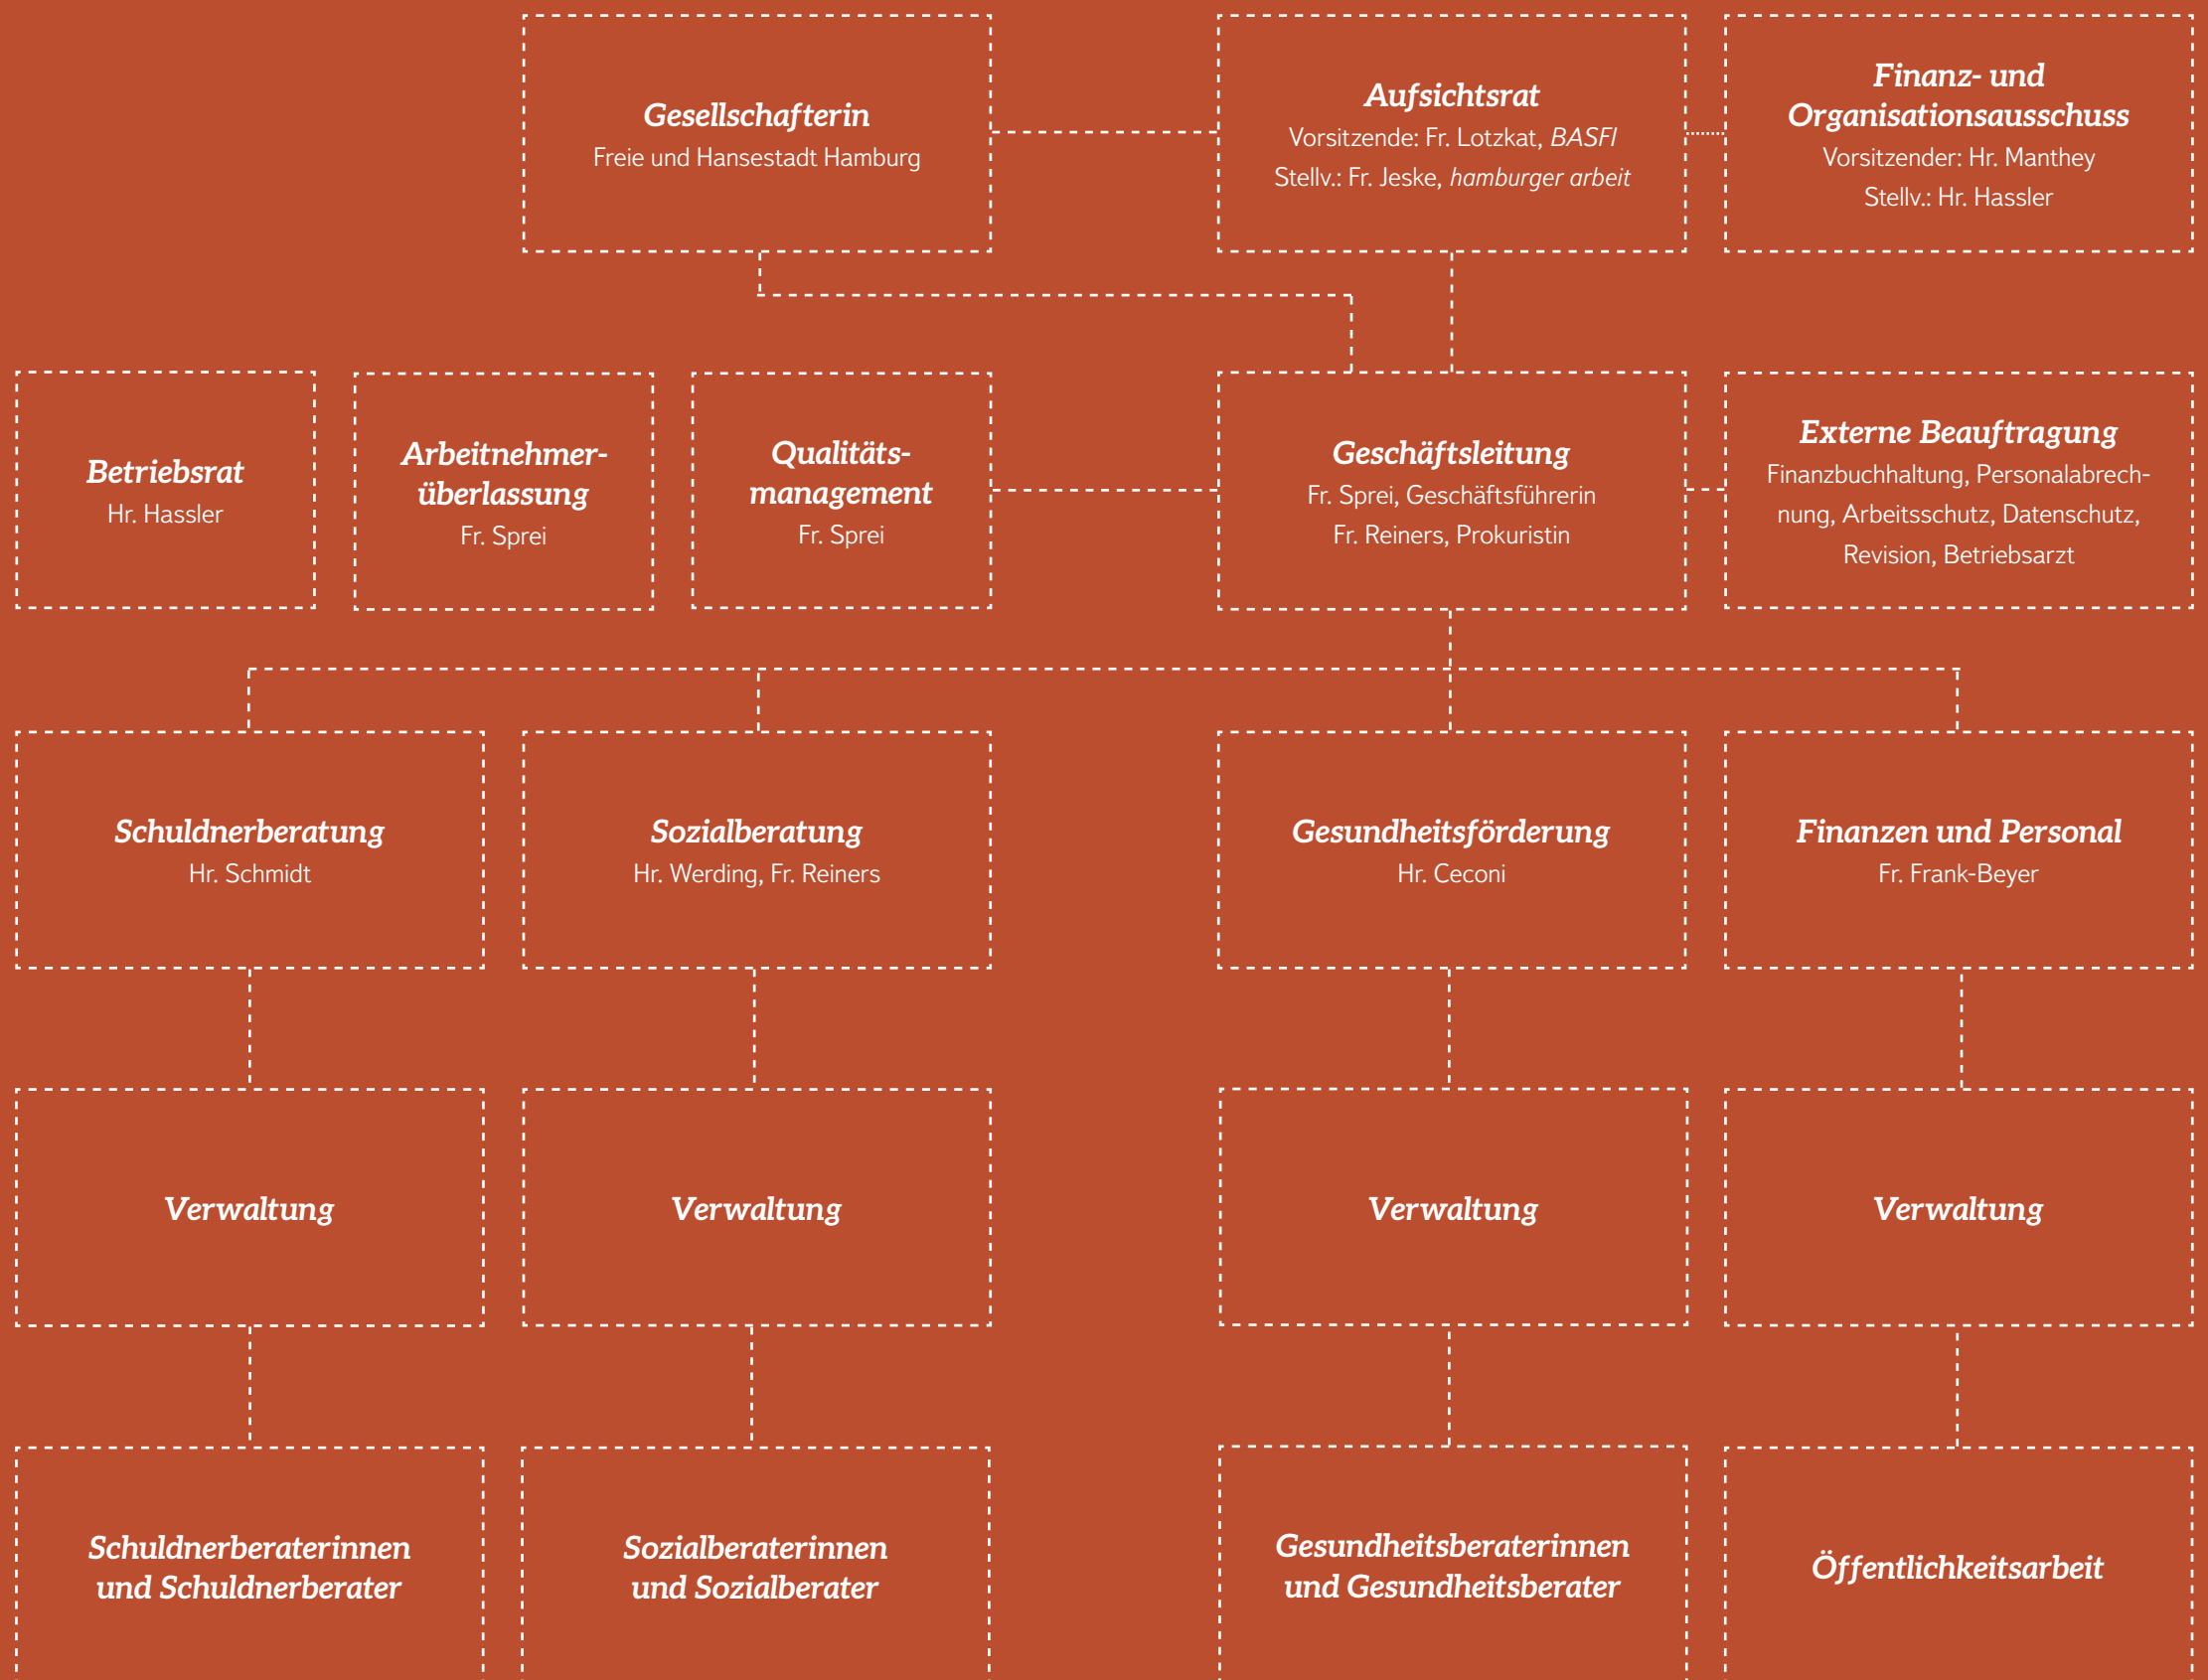 Gesellschafterin
Freie und Hansestadt Hamburg
Aufsichtsrat
Vorsitzende: Fr. Lotzkat, BASFI
Stellv.: Fr. Jeske, hamburger arbeit
Finanz- und
Organisationsausschuss
Vorsitzender: Hr. Manthey
Stellv.: Hr. Hassler
Betriebsrat
Hr. Hassler
Arbeitnehmer-
überlassung
Fr. Sprei
Qualitäts-
management
Fr. Sprei
Geschäftsleitung
Fr. Sprei, Geschäftsführerin
Fr. Reiners, Prokuristin
Externe Beauftragung
Finanzbuchhaltung, Personalabrech-
nung, Arbeitsschutz, Datenschutz,
Revision, Betriebsarzt
Schuldnerberatung
Hr. Schmidt
Sozialberatung
Hr. Werding, Fr. Reiners
Gesundheitsförderung
Hr. Ceconi
Finanzen und Personal
Fr. Frank-Beyer
Verwaltung
Verwaltung
Verwaltung
Verwaltung
Schuldnerberaterinnen
und Schuldnerberater
Sozialberaterinnen
und Sozialberater
Gesundheitsberaterinnen
und Gesundheitsberater
Öffentlichkeitsarbeit